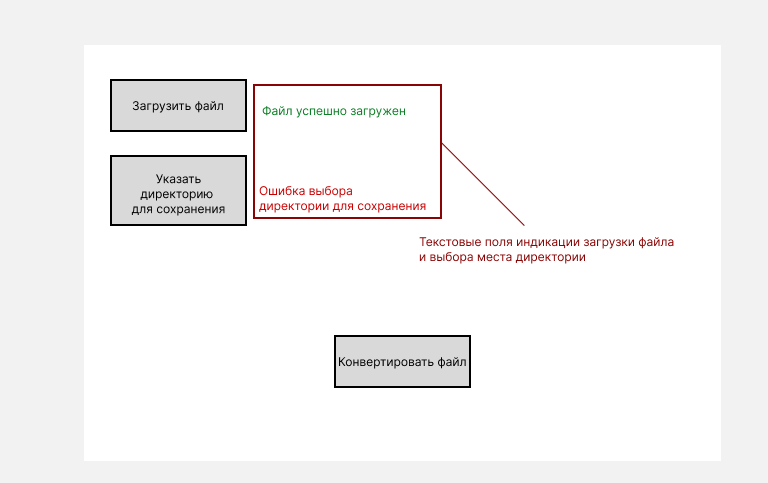 Загрузить файл
Файл успешно загружен
Указать
директорию
для сохранения
Ошибка выбора
директории для сохранения
Текстовые поля индикации загрузки файла
и выбора места директории
Конвертировать файл